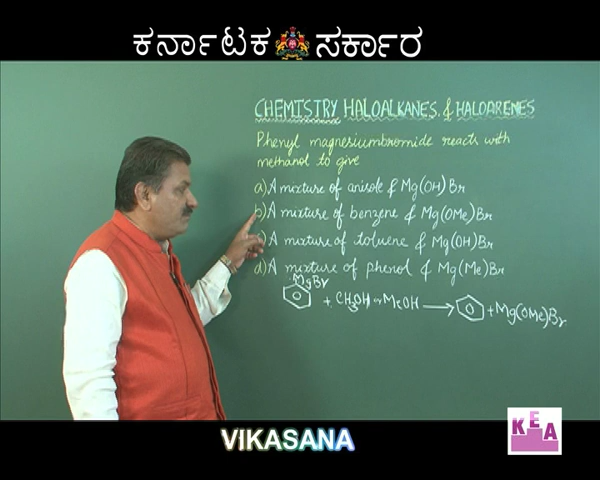 ಕರ್ನಾಟಕ ಸರ್ಕಾರ
CHEMISTRY HALOALKANES & HALOARENES
Phenyl magnesiumbromide reacts with
methanol to give
a) A mixture of anisole & Mg(OH)Br
b) A mixture of benzene & Mg(OMe)Br
c) A mixture of toluene & Mg(OH)Br
d) A mixture of phenol & Mg(Me)Br
MgBr
+ CH3OH or MeOH ⟶ + Mg(OMe)Br
VIKASANA
KEA